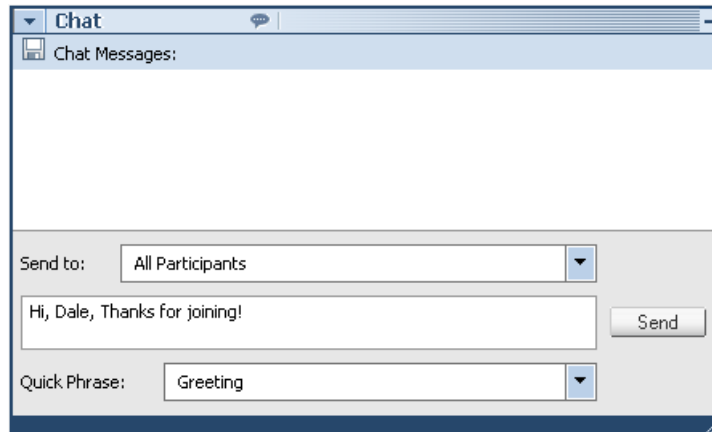 Chat
Chat Messages:
Send to: All Participants
Hi, Dale, Thanks for joining!
Send
Quick Phrase: Greeting